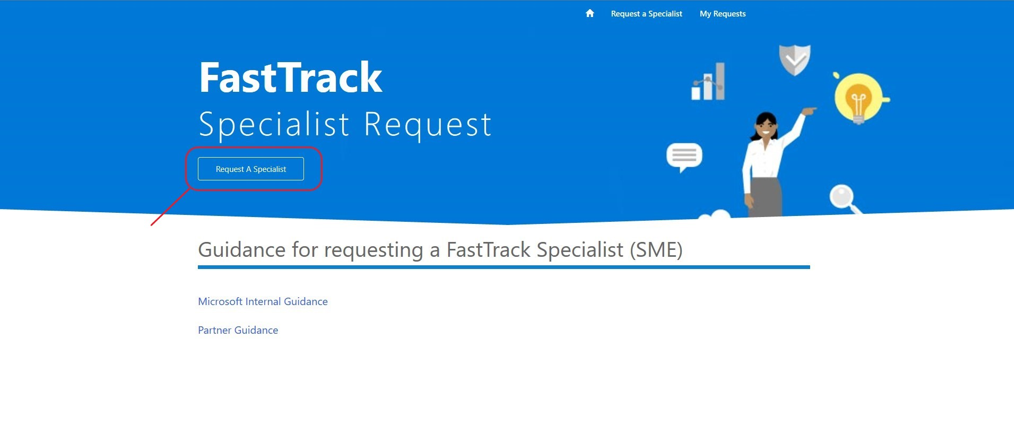 Request a Specialist
My Requests
FastTrack
Specialist Request
Request A Specialist
Guidance for requesting a FastTrack Specialist (SME)
Microsoft Internal Guidance
Partner Guidance